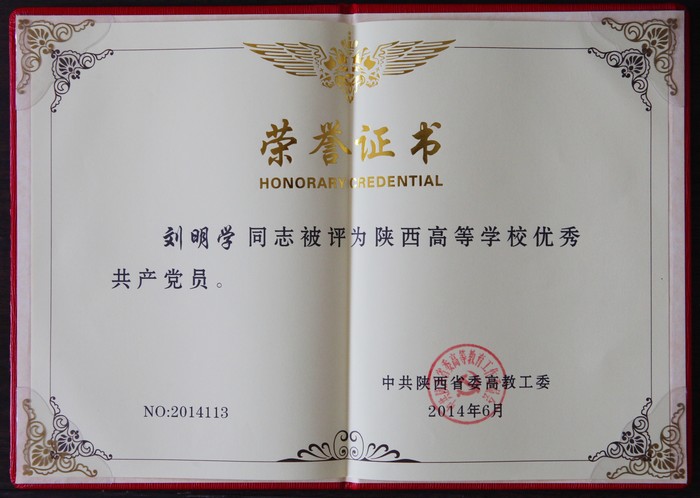 荣誉证书
HONORARY CREDENTIAL
刘明学同志被评为陕西高等学校优秀
共产党员。
中共陕西省委高教工委
NO:2014113
2014年6月